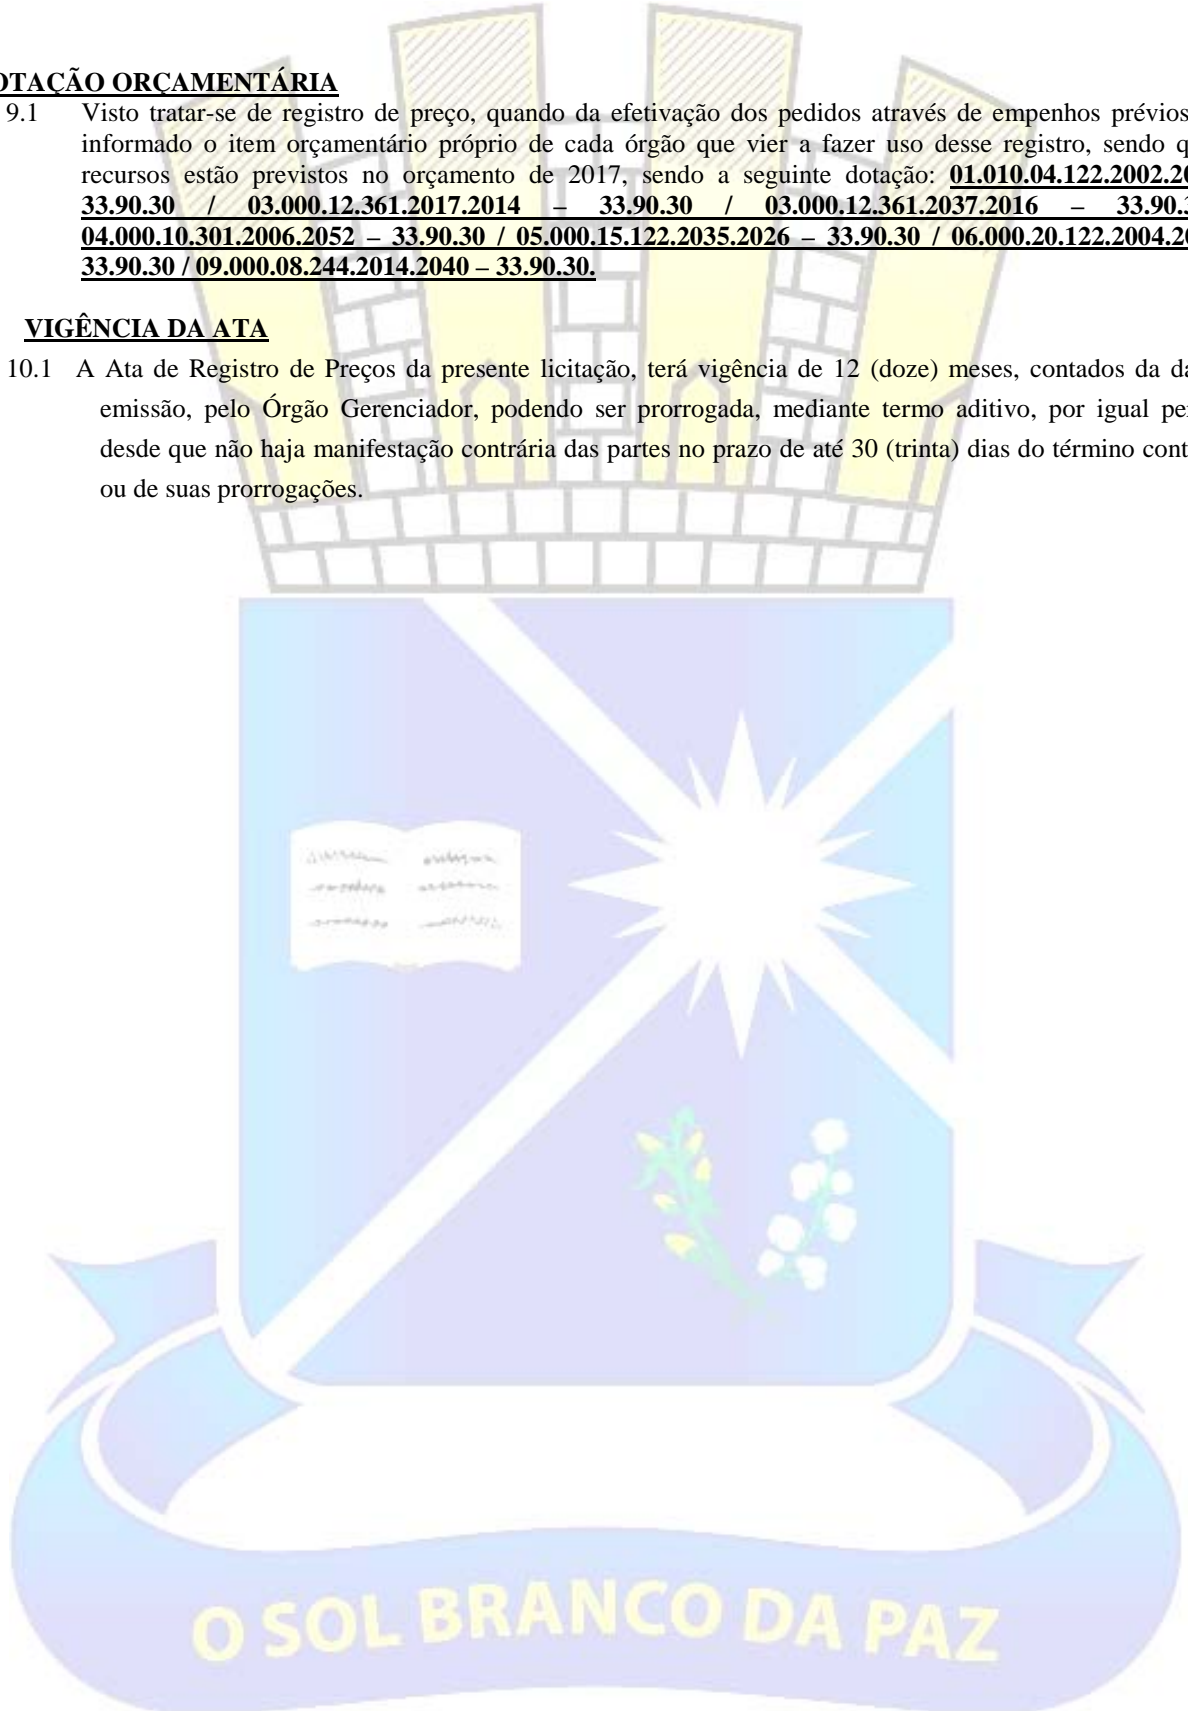 OTAÇÃO ORÇAMENTÁRIA
9.1 Visto tratar-se de registro de preço, quando da efetivação dos pedidos através de empenhos prévios
informado o item orçamentário próprio de cada órgão que vier a fazer uso desse registro, sendo q
recursos estão previstos no orçamento de 2017, sendo a seguinte dotação: 01.010.04.122.2002.20
33.90.30 / 03.000.12.361.2017.2014 – 33.90.30 / 03.000.12.361.2037.2016 – 33.90.3
04.000.10.301.2006.2052 – 33.90.30 / 05.000.15.122.2035.2026 – 33.90.30 / 06.000.20.122.2004.20
33.90.30 / 09.000.08.244.2014.2040 – 33.90.30.
VIGÊNCIA DA ATA
10.1 A Ata de Registro de Preços da presente licitação, terá vigência de 12 (doze) meses, contados da da
emissão, pelo Órgão Gerenciador, podendo ser prorrogada, mediante termo aditivo, por igual per
desde que não haja manifestação contrária das partes no prazo de até 30 (trinta) dias do término cont
ou de suas prorrogações.
O SOL BRANCO DA PAZ